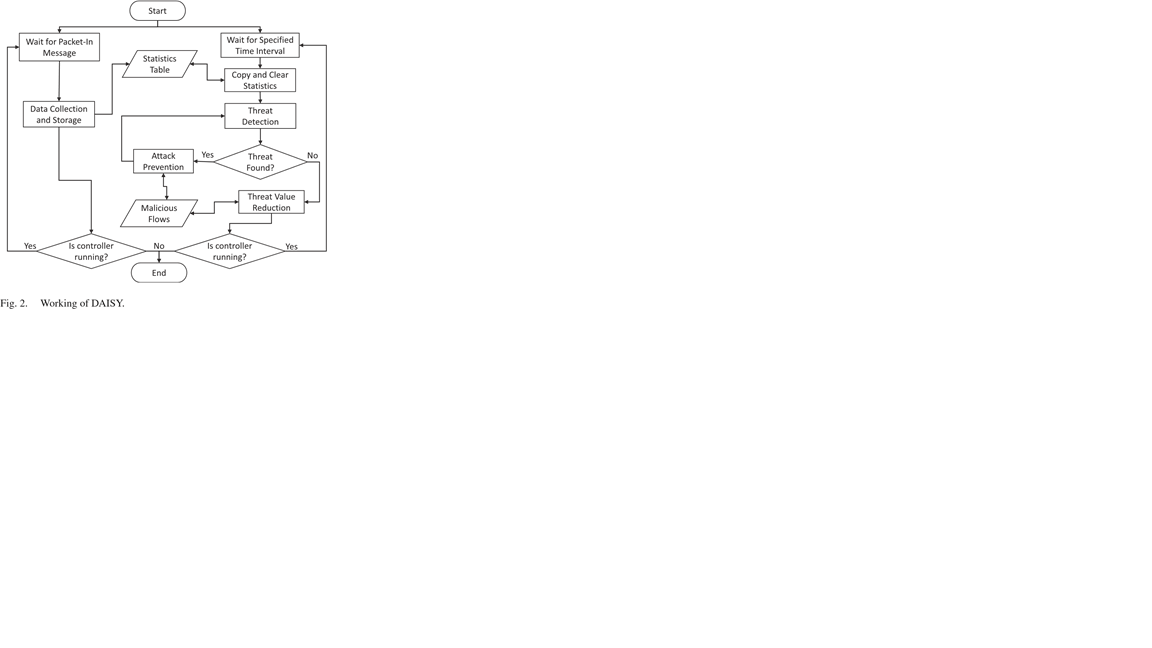 Start
Wait for Packet-In
Message
Wait for Specified
Time Interval
Statistics
Table
Copy and Clear
Statistics
Data Collection
and Storage
Threat
Detection
Attack
Prevention
Yes
Threat
Found?
No
Malicious
Flows
Threat Value
Reduction
Yes
Is controller
running?
No
Is controller
running?
Yes
End
Fig. 2. Working of DAISY.